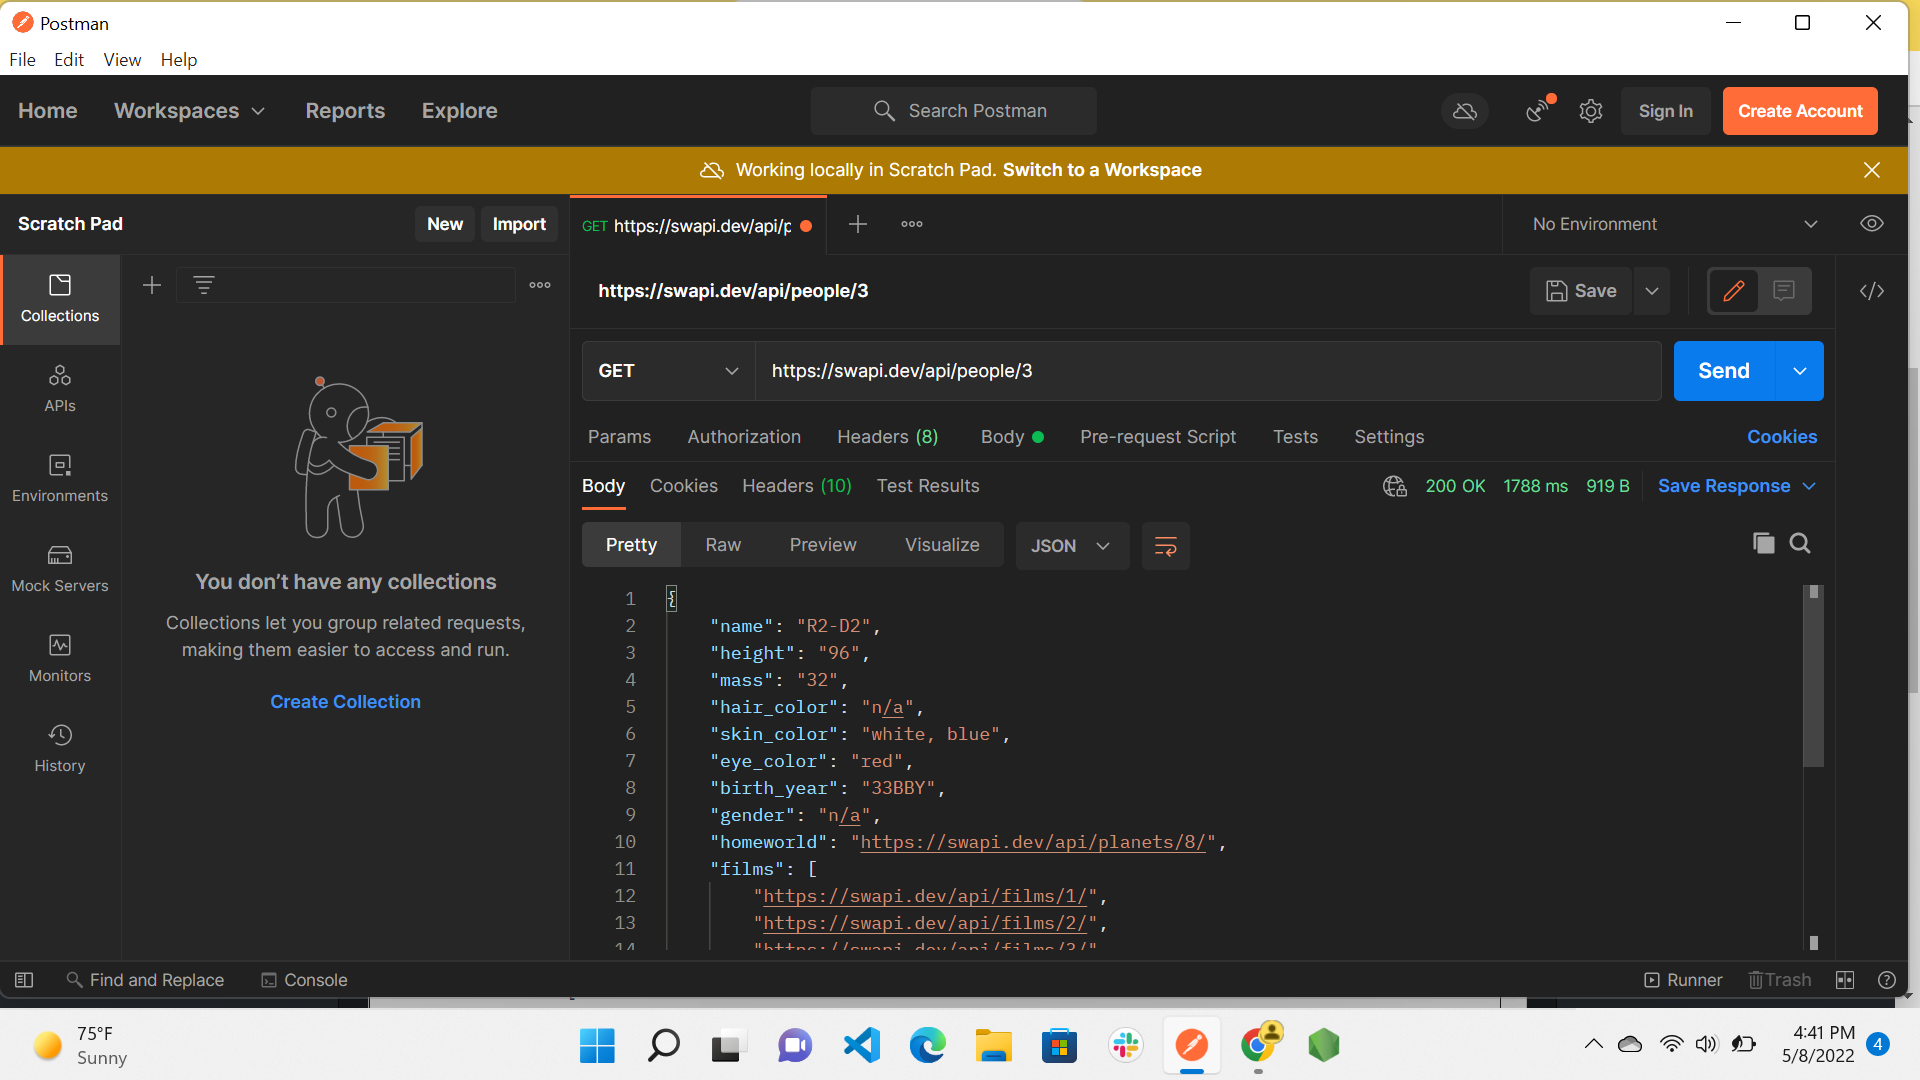 Postman
File Edit View Help
Home Workspaces Reports Explore Search Postman Sign In Create Account
Working locally in Scratch Pad. Switch to a Workspace
Scratch Pad New Import GET https://swapi.dev/api/p No Environment
https://swapi.dev/api/people/3 Save
GET https://swapi.dev/api/people/3 Send
Params Authorization Headers (8) Body Pre-request Script Tests Settings Cookies
Body Cookies Headers (10) Test Results 200 OK 1788 ms 919 B Save Response
Pretty Raw Preview Visualize JSON
Collections
APIs
Environments
Mock Servers
Monitors
History
You don’t have any collections
Collections let you group related requests,
making them easier to access and run.
Create Collection
1 {
2 "name": "R2-D2",
3 "height": "96",
4 "mass": "32",
5 "hair_color": "n/a",
6 "skin_color": "white, blue",
7 "eye_color": "red",
8 "birth_year": "33BBY",
9 "gender": "n/a",
10 "homeworld": "https://swapi.dev/api/planets/8/",
11 "films": [
12 "https://swapi.dev/api/films/1/",
13 "https://swapi.dev/api/films/2/",
14 "https://swapi.dev/api/films/3/"
Find and Replace Console Runner Trash
75°F
Sunny
4:41 PM
5/8/2022
4